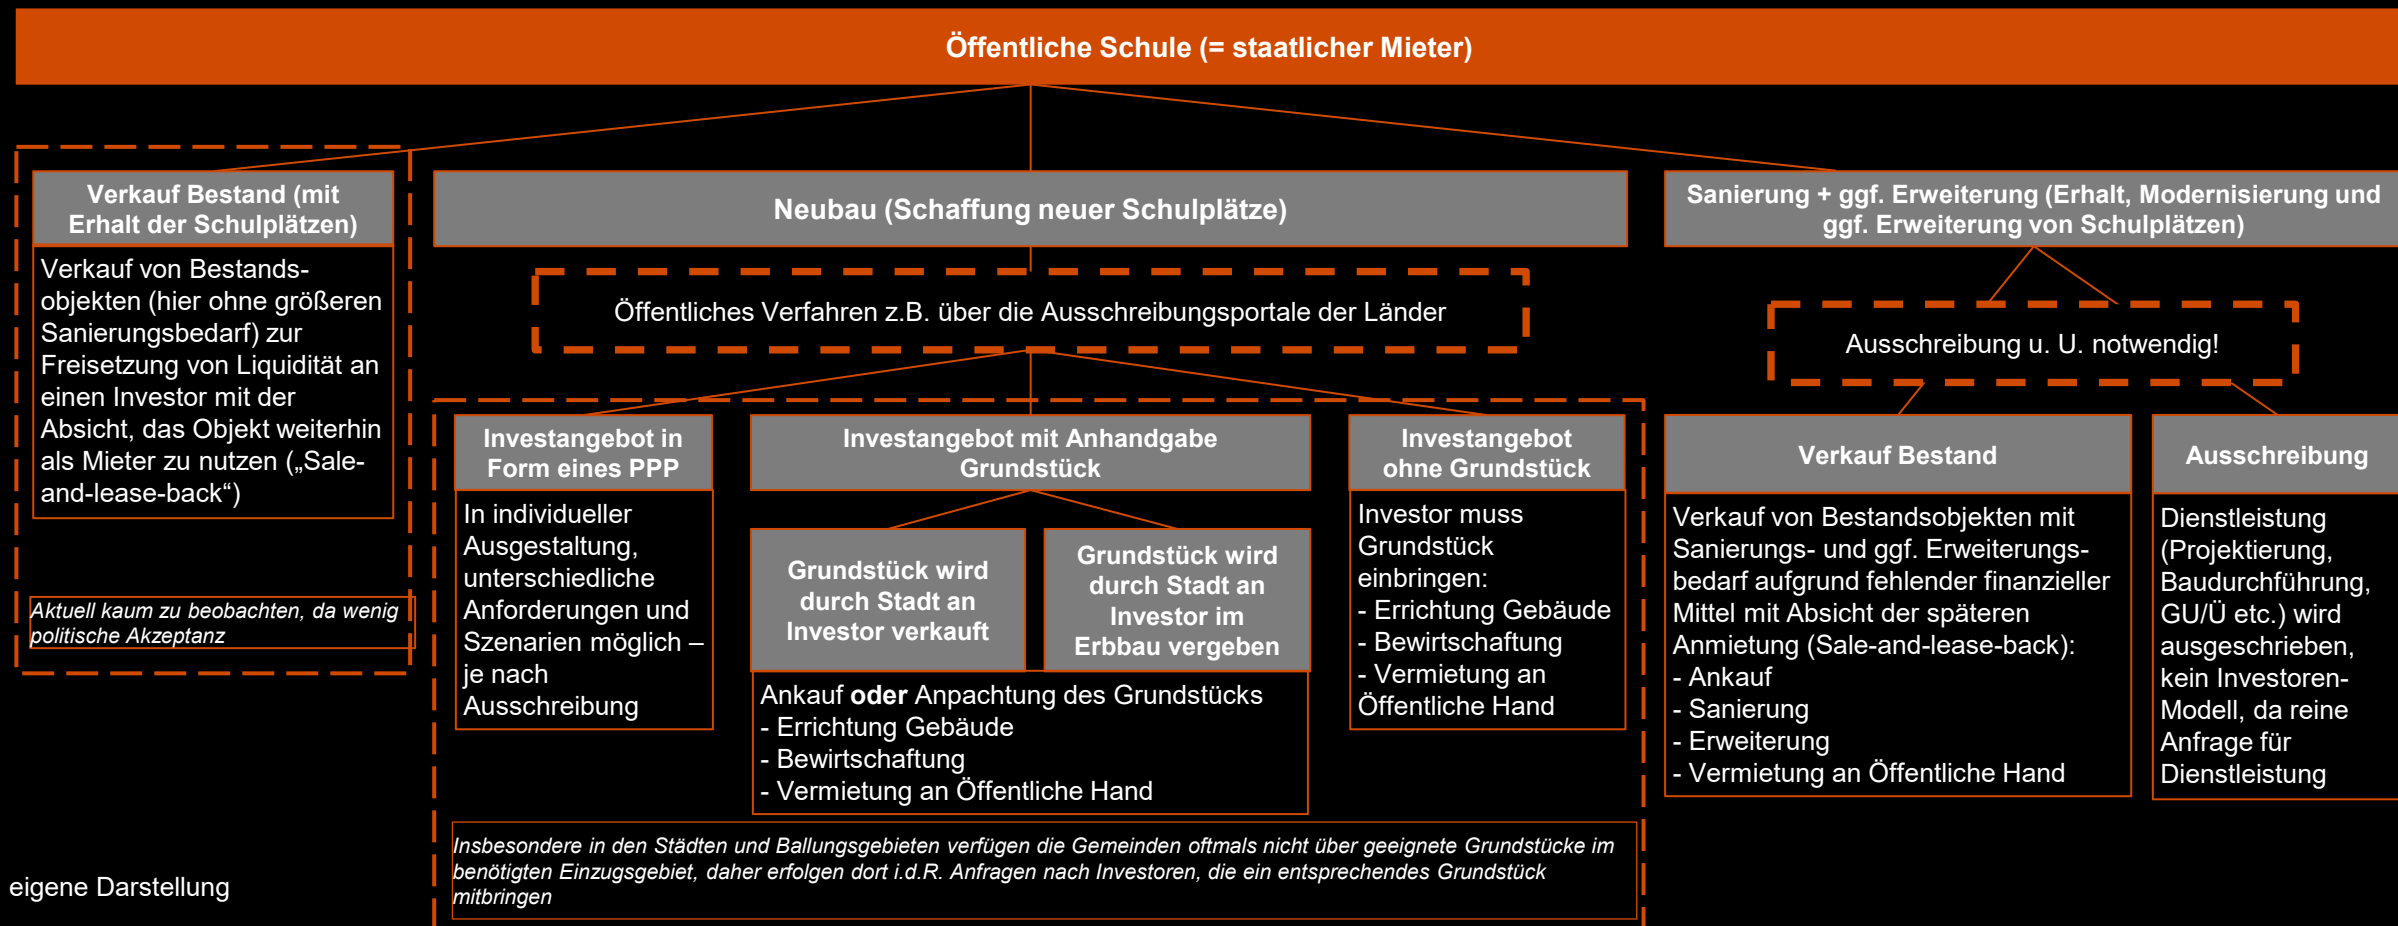 Öffentliche Schule (= staatlicher Mieter)
Verkauf Bestand (mit
Erhalt der Schulplätzen)
Verkauf von Bestands-
objekten (hier ohne größeren
Sanierungsbedarf) zur
Freisetzung von Liquidität an
einen Investor mit der
Absicht, das Objekt weiterhin
als Mieter zu nutzen („Sale-
and-lease-back“)
Aktuell kaum zu beobachten, da wenig
politische Akzeptanz
Neubau (Schaffung neuer Schulplätze)
Öffentliches Verfahren z.B. über die Ausschreibungsportale der Länder
Investangebot in
Form eines PPP
In individueller
Ausgestaltung,
unterschiedliche
Anforderungen und
Szenarien möglich –
je nach
Ausschreibung
Investangebot mit Anhandgabe
Grundstück
Grundstück wird
durch Stadt an
Investor verkauft
Grundstück wird
durch Stadt an
Investor im
Erbbau vergeben
Ankauf oder Anpachtung des Grundstücks
- Errichtung Gebäude
- Bewirtschaftung
- Vermietung an Öffentliche Hand
Investangebot
ohne Grundstück
Investor muss
Grundstück
einbringen:
- Errichtung Gebäude
- Bewirtschaftung
- Vermietung an
Öffentliche Hand
Insbesondere in den Städten und Ballungsgebieten verfügen die Gemeinden oftmals nicht über geeignete Grundstücke im
benötigten Einzugsgebiet, daher erfolgen dort i.d.R. Anfragen nach Investoren, die ein entsprechendes Grundstück
mitbringen
Sanierung + ggf. Erweiterung (Erhalt, Modernisierung und
ggf. Erweiterung von Schulplätzen)
Ausschreibung u. U. notwendig!
Verkauf Bestand
Verkauf von Bestandsobjekten mit
Sanierungs- und ggf. Erweiterungs-
bedarf aufgrund fehlender finanzieller
Mittel mit Absicht der späteren
Anmietung (Sale-and-lease-back):
- Ankauf
- Sanierung
- Erweiterung
- Vermietung an Öffentliche Hand
Ausschreibung
Dienstleistung
(Projektierung,
Baudurchführung,
GU/Ü etc.) wird
ausgeschrieben,
kein Investoren-
Modell, da reine
Anfrage für
Dienstleistung
eigene Darstellung